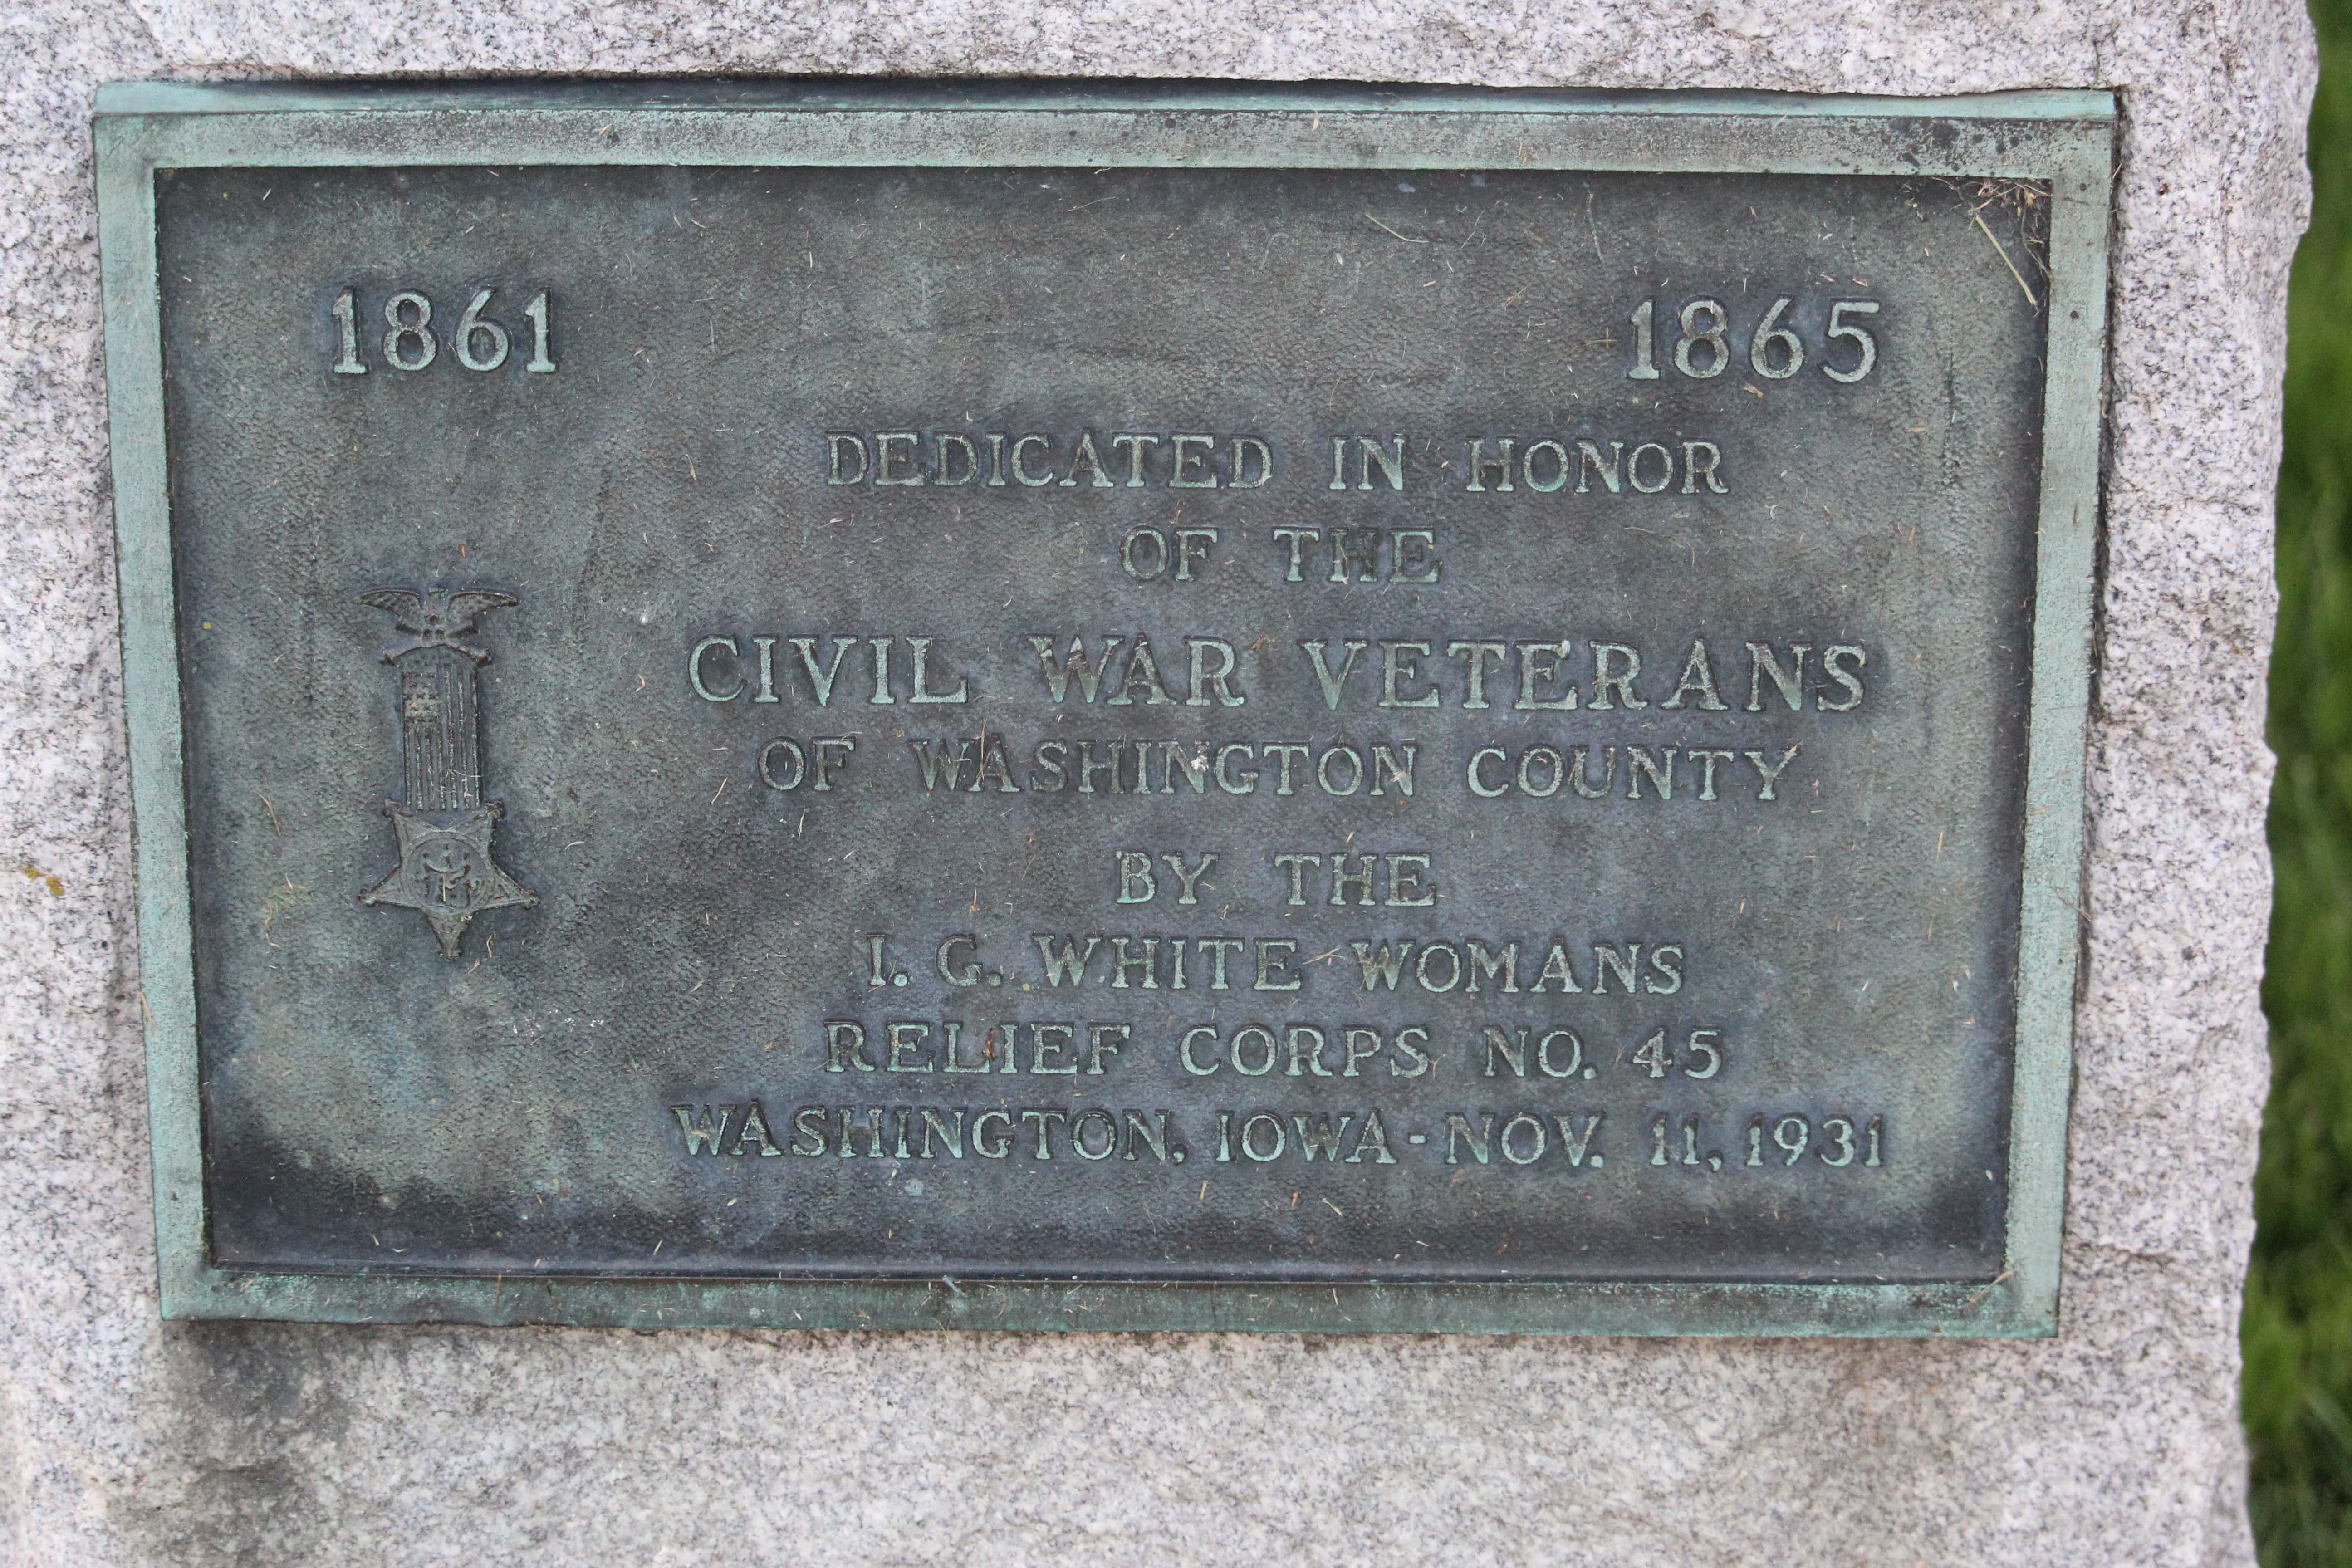 1861 1865
DEDICATED IN HONOR
OF THE
CIVIL WAR VETERANS
OF WASHINGTON COUNTY
BY THE
I. G. WHITE WOMANS
RELIEF CORPS NO. 45
WASHINGTON, IOWA - NOV. 11, 1931